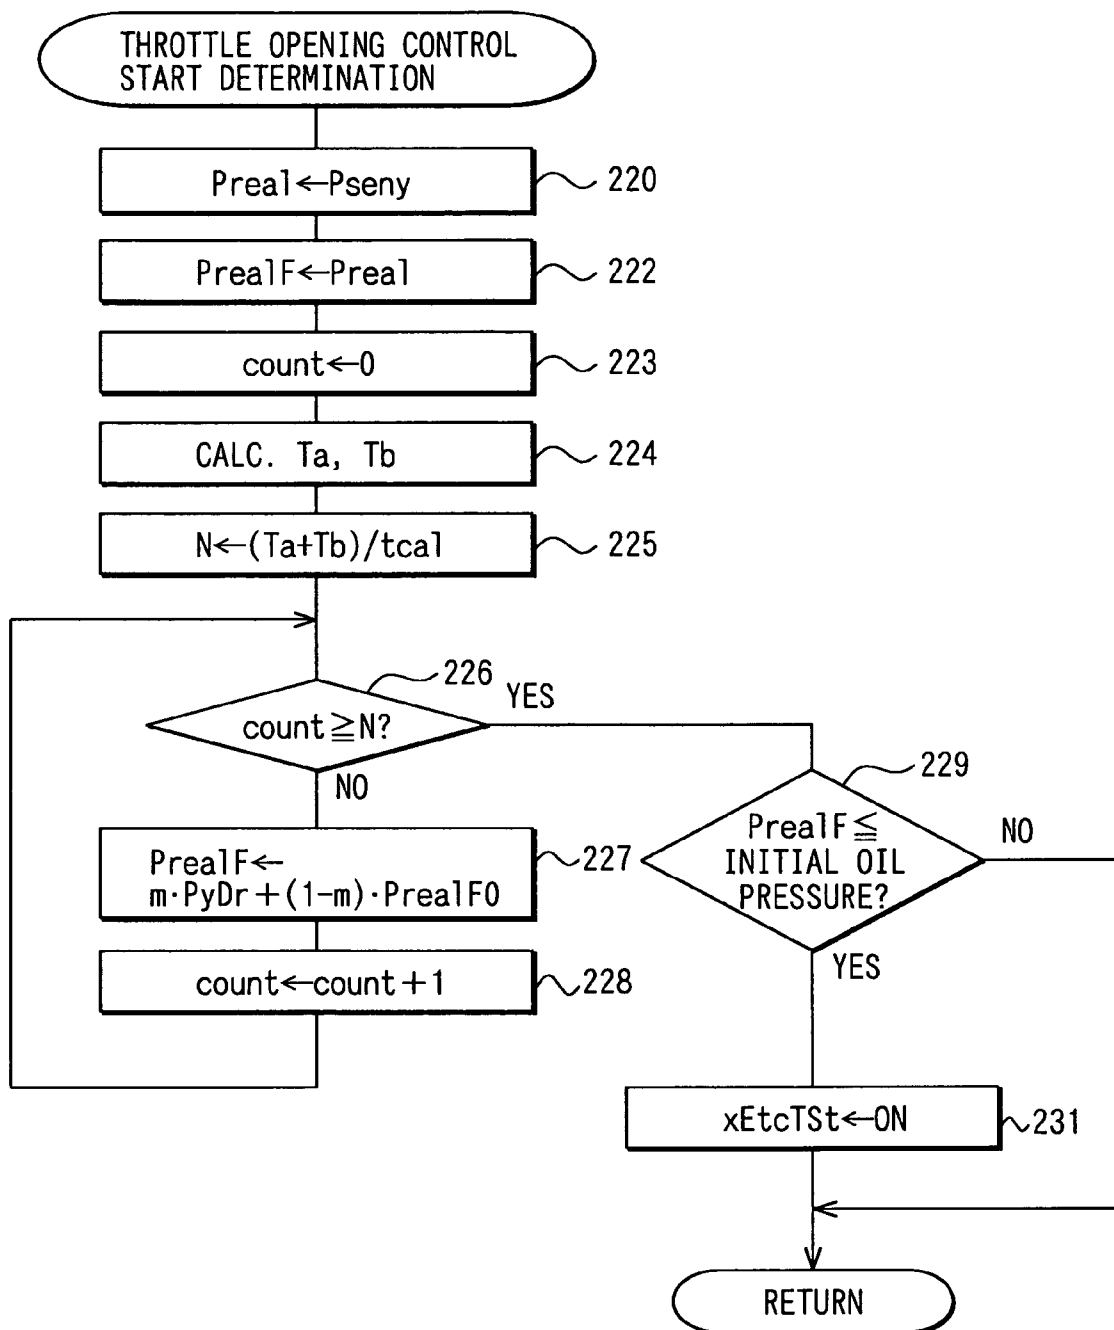 THROTTLE OPENING CONTROL
START DETERMINATION
Preal←Pseny
220
PrealF←Preal
222
count←0
223
CALC. Ta, Tb
224
N←(Ta+Tb)/tcal
225
226
count≧N?
YES
NO
229
PrealF≦
INITIAL OIL
PRESSURE?
NO
YES
PrealF←
m·PyDr+(1-m)·PrealF0
227
count←count+1
228
xEtcTSt←ON
231
RETURN